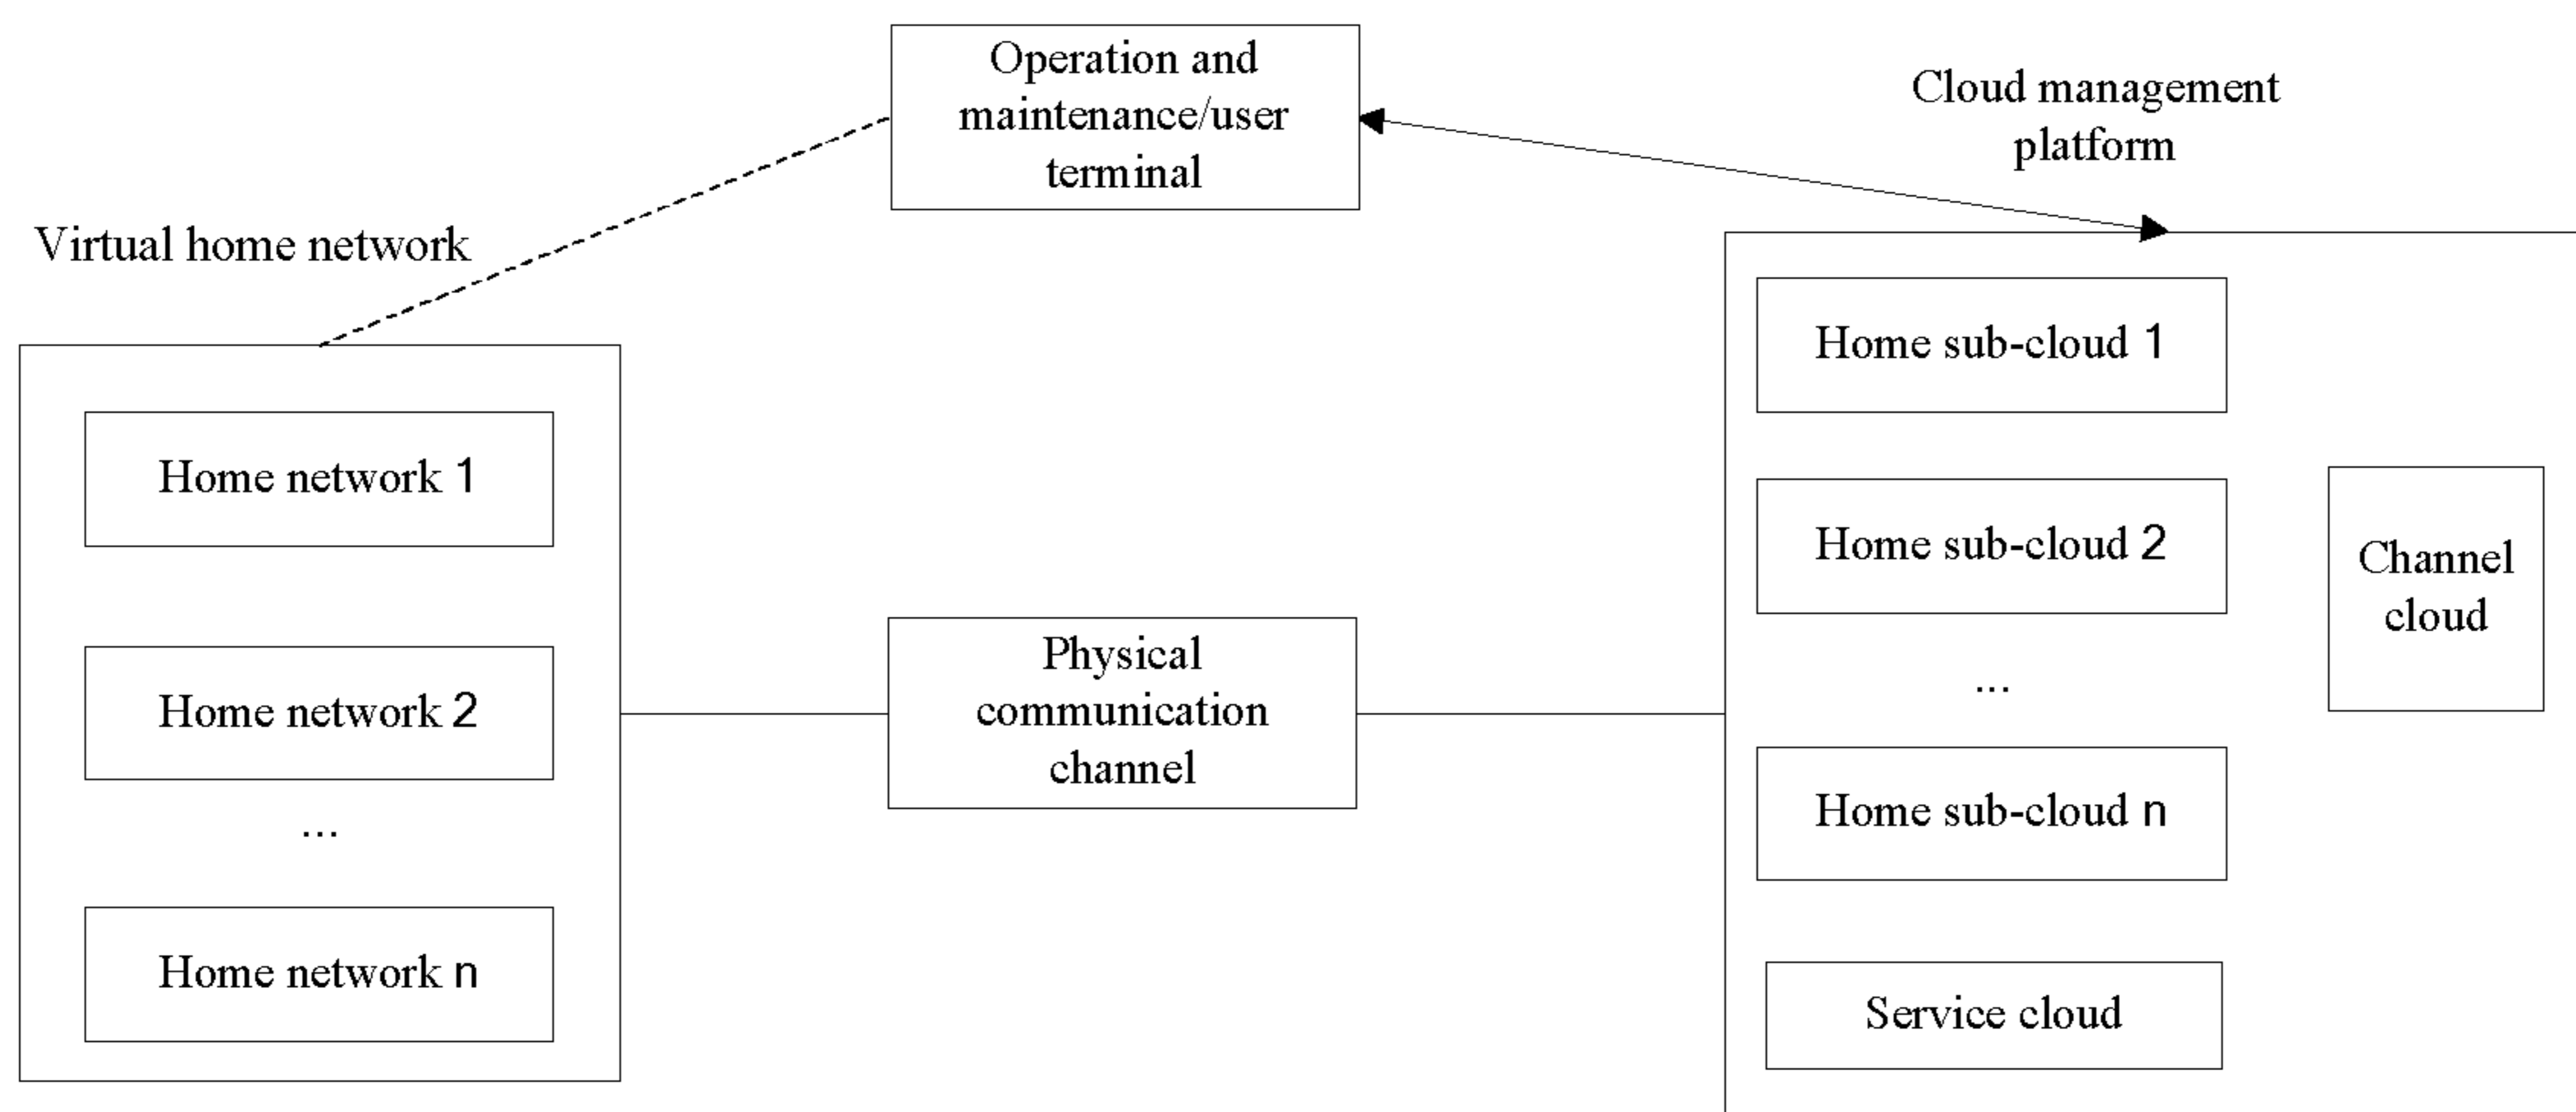 Operation and
maintenance/user
terminal
Cloud management
platform
Virtual home network
Home network 1
Home network 2
...
Home network n
Physical
communication
channel
Home sub-cloud 1
Home sub-cloud 2
...
Home sub-cloud n
Service cloud
Channel
cloud